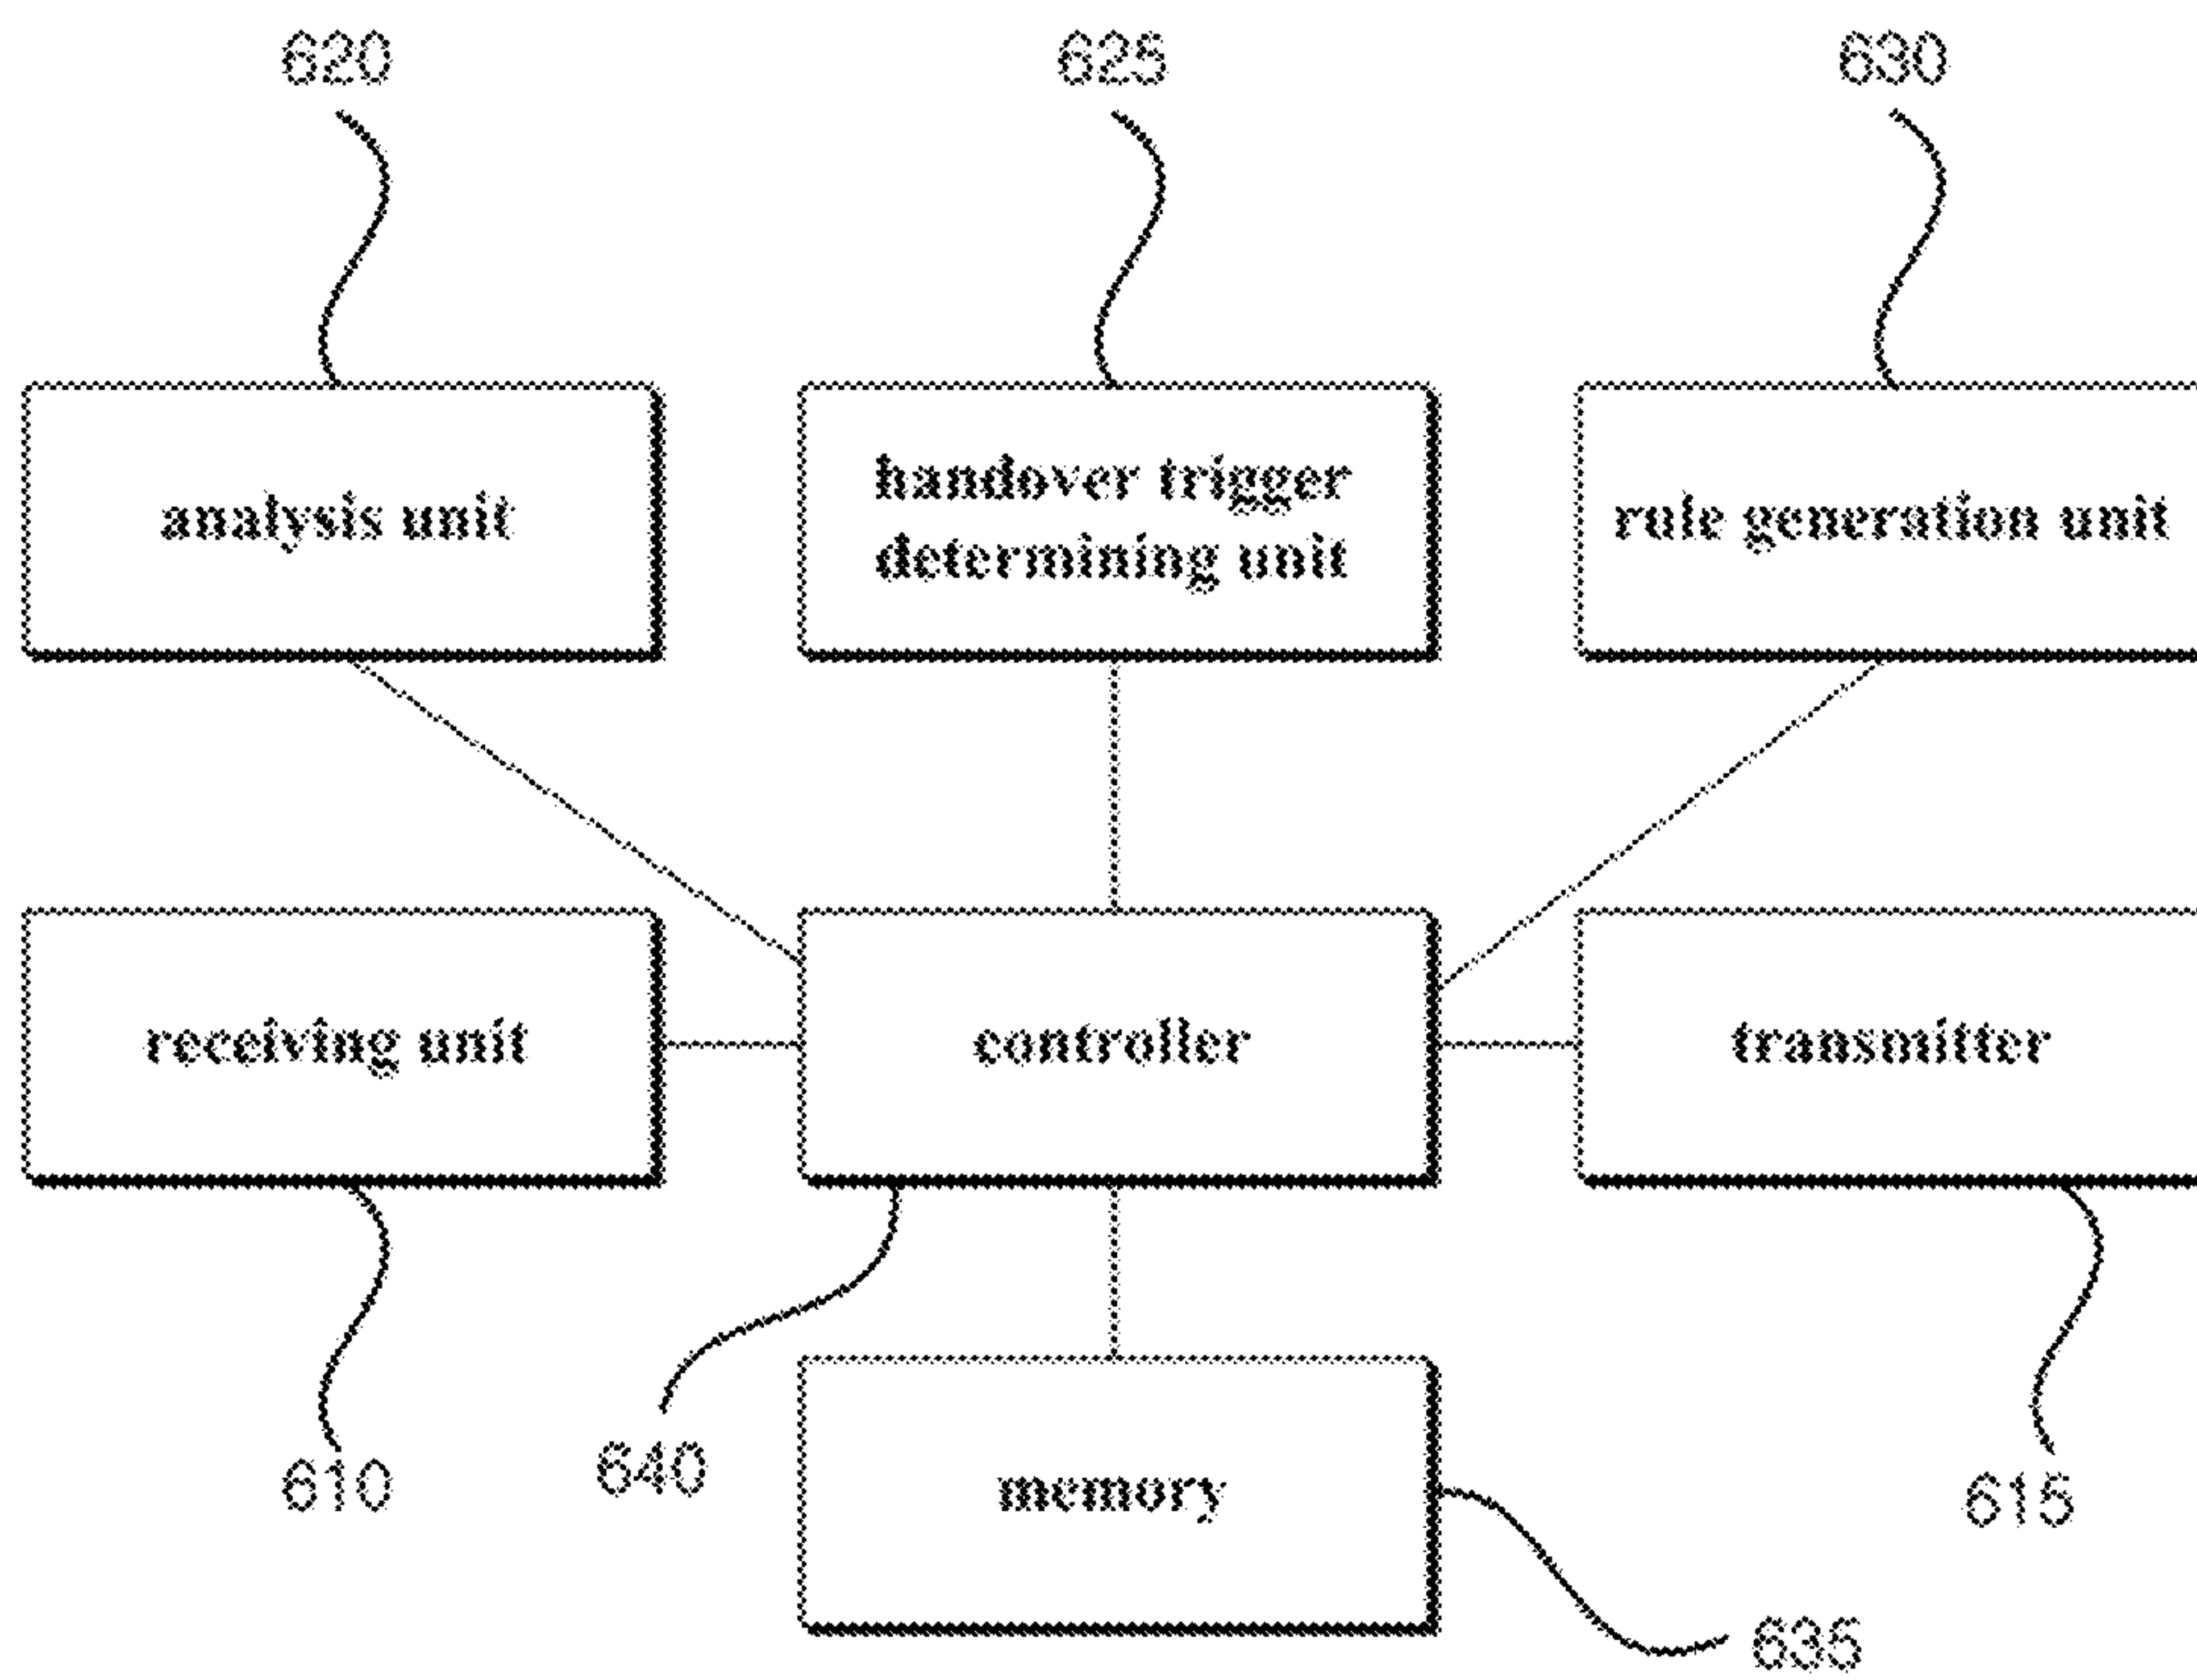 620
625
630
analysis unit
handover trigger
determining unit
rule generation unit
receiving unit
controller
transmitter
610
640
memory
615
635